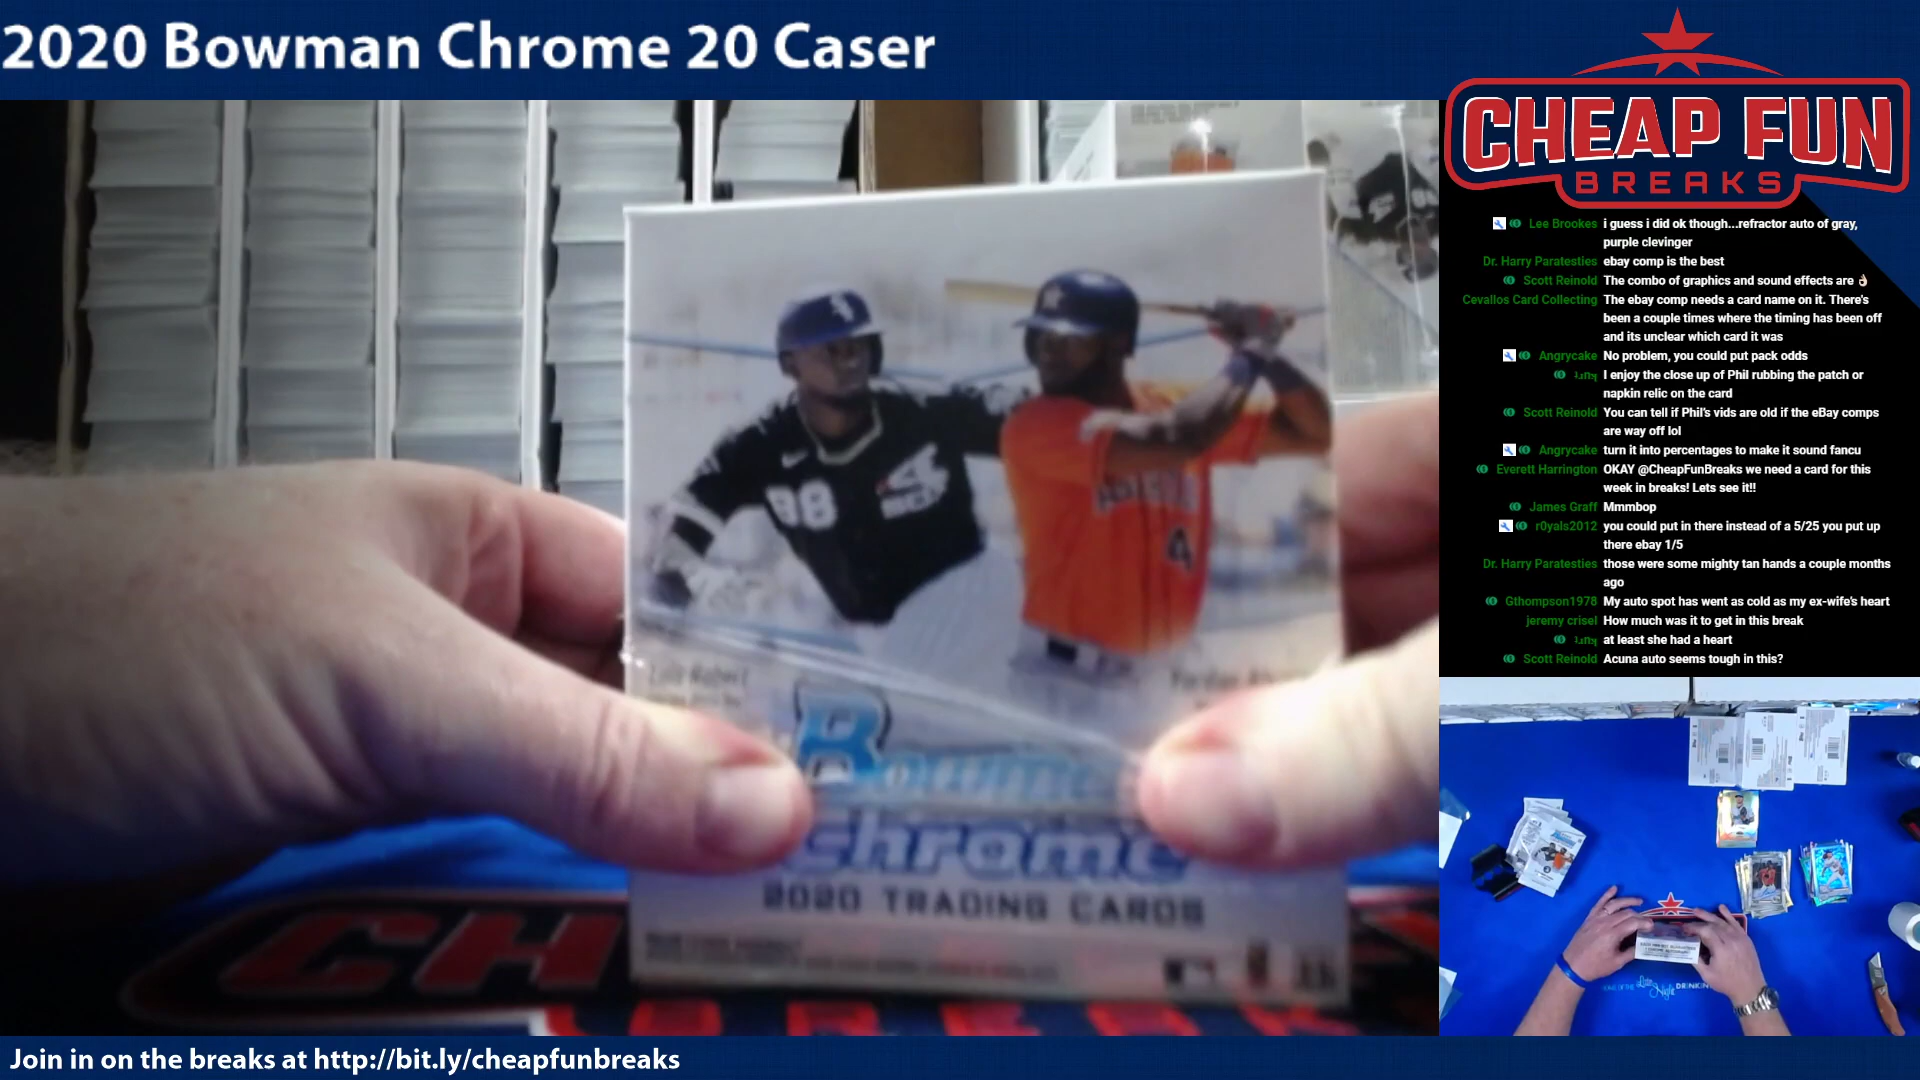 2020 Bowman Chrome 20 Caser
CHEAP FUN
BREAKS
Lee Brookes i guess i did ok though...refractor auto of gray,
purple clevinger
Dr. Harry Paratesties ebay comp is the best
Scott Reinold The combo of graphics and sound effects are 👌🏻
Cevallos Card Collecting The ebay comp needs a card name on it. There's
been a couple times where the timing has been off
and its unclear which card it was
Angrycake No problem, you could put pack odds
I enjoy the close up of Phil rubbing the patch or
napkin relic on the card
Scott Reinold You can tell if Phil's vids are old if the eBay comps
are way off lol
Angrycake turn it into percentages to make it sound fancu
Everett Harrington OKAY @CheapFunBreaks we need a card for this
week in breaks! Lets see it!!
James Graff Mmmbop
r0yals2012 you could put in there instead of a 5/25 you put up
there ebay 1/5
Dr. Harry Paratesties those were some mighty tan hands a couple months
ago
Gthompson1978 My auto spot has went as cold as my ex-wife's heart
jeremy crisel How much was it to get in this break
at least she had a heart
Scott Reinold Acuna auto seems tough in this?
98
SOX
4
Bowman
Chrome
2020 TRADING CARDS
CH
Join in on the breaks at http://bit.ly/cheapfunbreaks